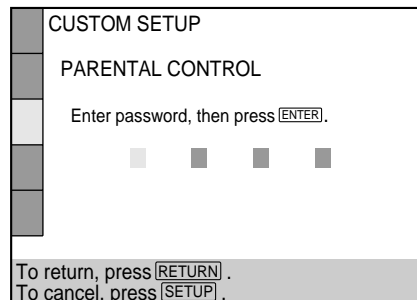 CUSTOM SETUP
PARENTAL CONTROL
Enter password, then press ENTER.
To return, press RETURN .
To cancel, press SETUP .